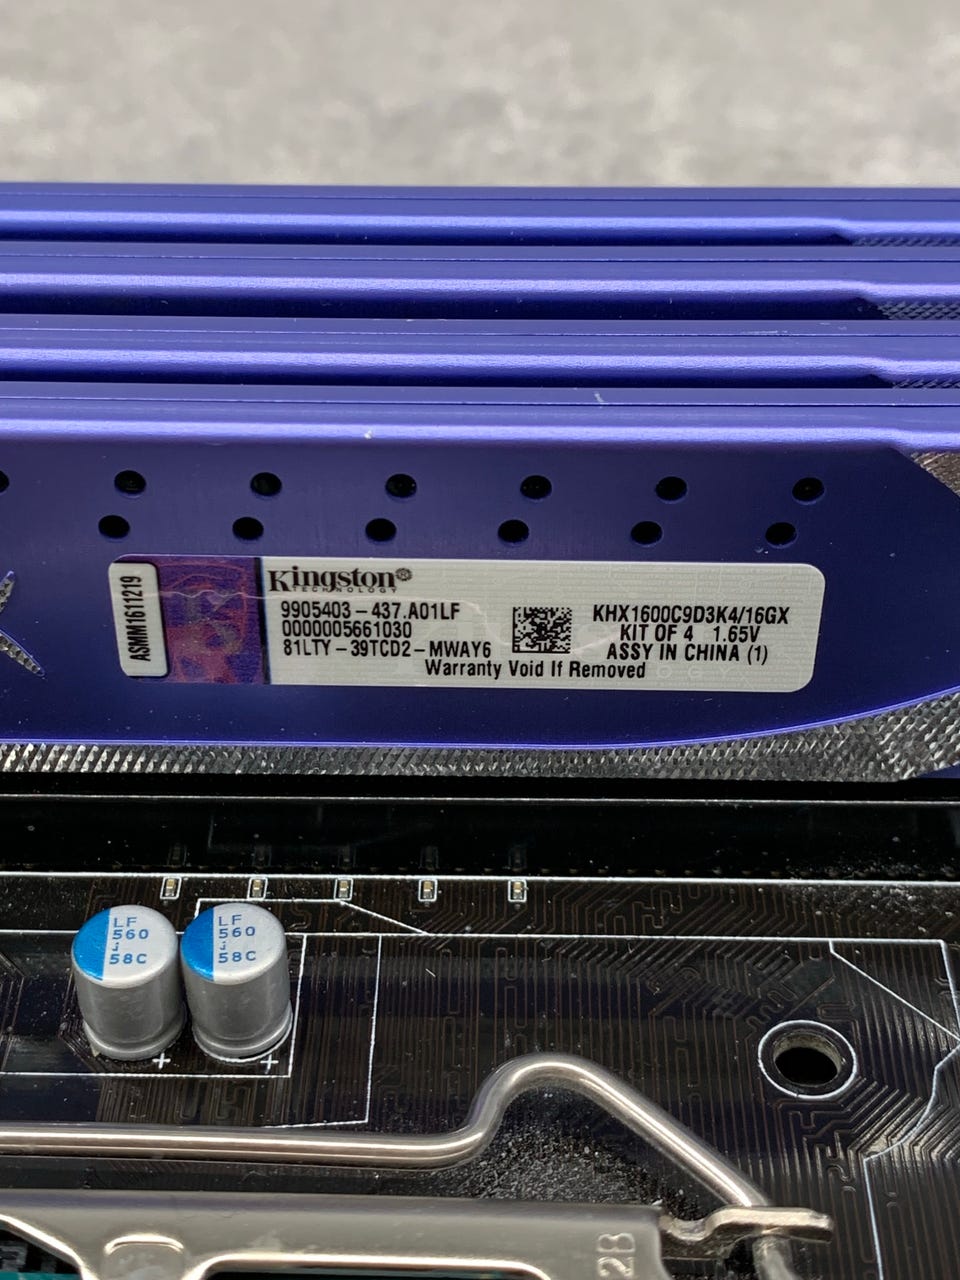 ASMM1611219
Kingston®
TECHNOLOGY
9905403-437.A01LF
0000005661030
81LTY-39TCD2-MWAY6
KHX1600C9D3K4/16GX
KIT OF 4 1.65V
ASSY IN CHINA (1)
Warranty Void If Removed
LF
560
j
58C
LF
560
j
58C
+
+
2B